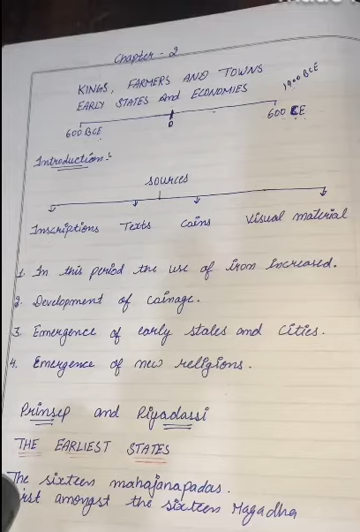 Chapter - 2
KINGS, FARMERS AND TOWNS
EARLY STATES and ECONOMIES
1900 BCE
600 BCE
0
600 CE
Introduction:
Sources
Inscriptions Texts Coins Visual material
1. In this period the use of iron increased.
2. Development of cainage.
3. Emergence of early states and cities.
4. Emergence of new religions.
Prinsep and Piyadassi
THE EARLIEST STATES
The sixteen mahajanapadas.
amongst the sixteen Magadha